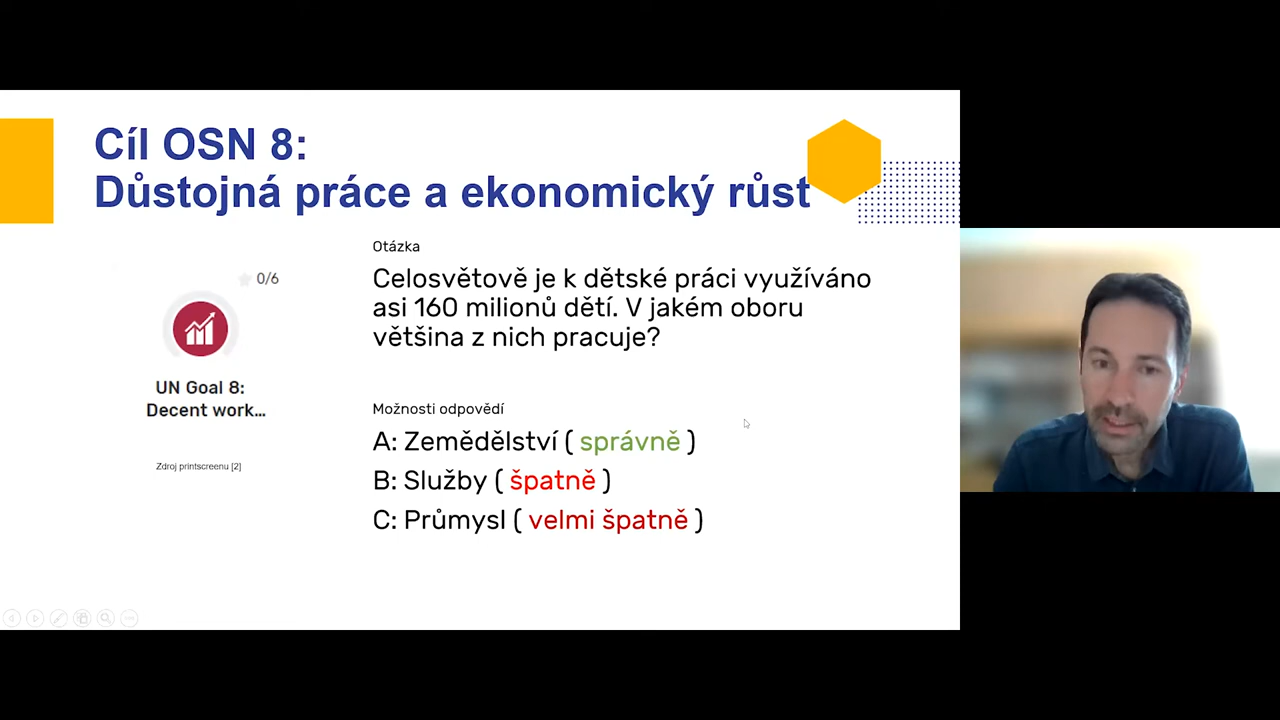 Cíl OSN 8:
Důstojná práce a ekonomický růst
0/6
UN Goal 8:
Decent work...
Zdroj printscreenu [2]
Otázka
Celosvětově je k dětské práci využíváno
asi 160 milionů dětí. V jakém oboru
většina z nich pracuje?
Možnosti odpovědí
A: Zemědělství ( správně )
B: Služby ( špatně )
C: Průmysl ( velmi špatně )